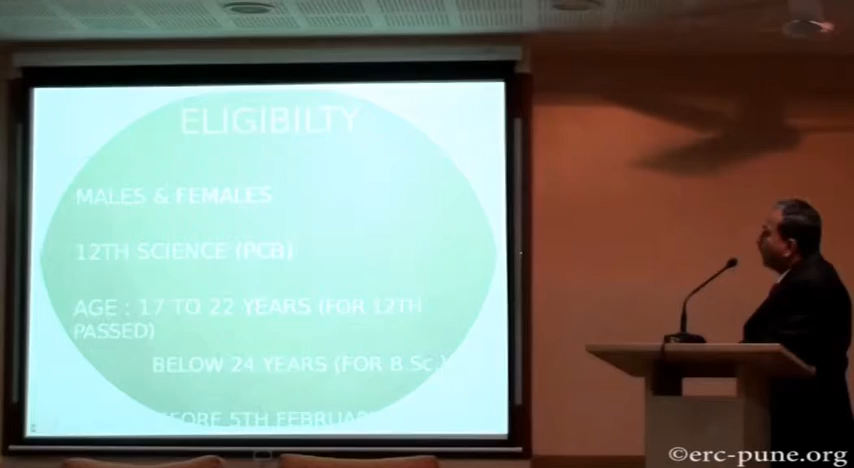 ELIGIBILTY
MALES & FEMALES
12TH SCIENCE (PCB)
AGE : 17 TO 22 YEARS (FOR 12TH
PASSED)
BELOW 24 YEARS (FOR B.Sc.)
5TH
©erc-pune.org